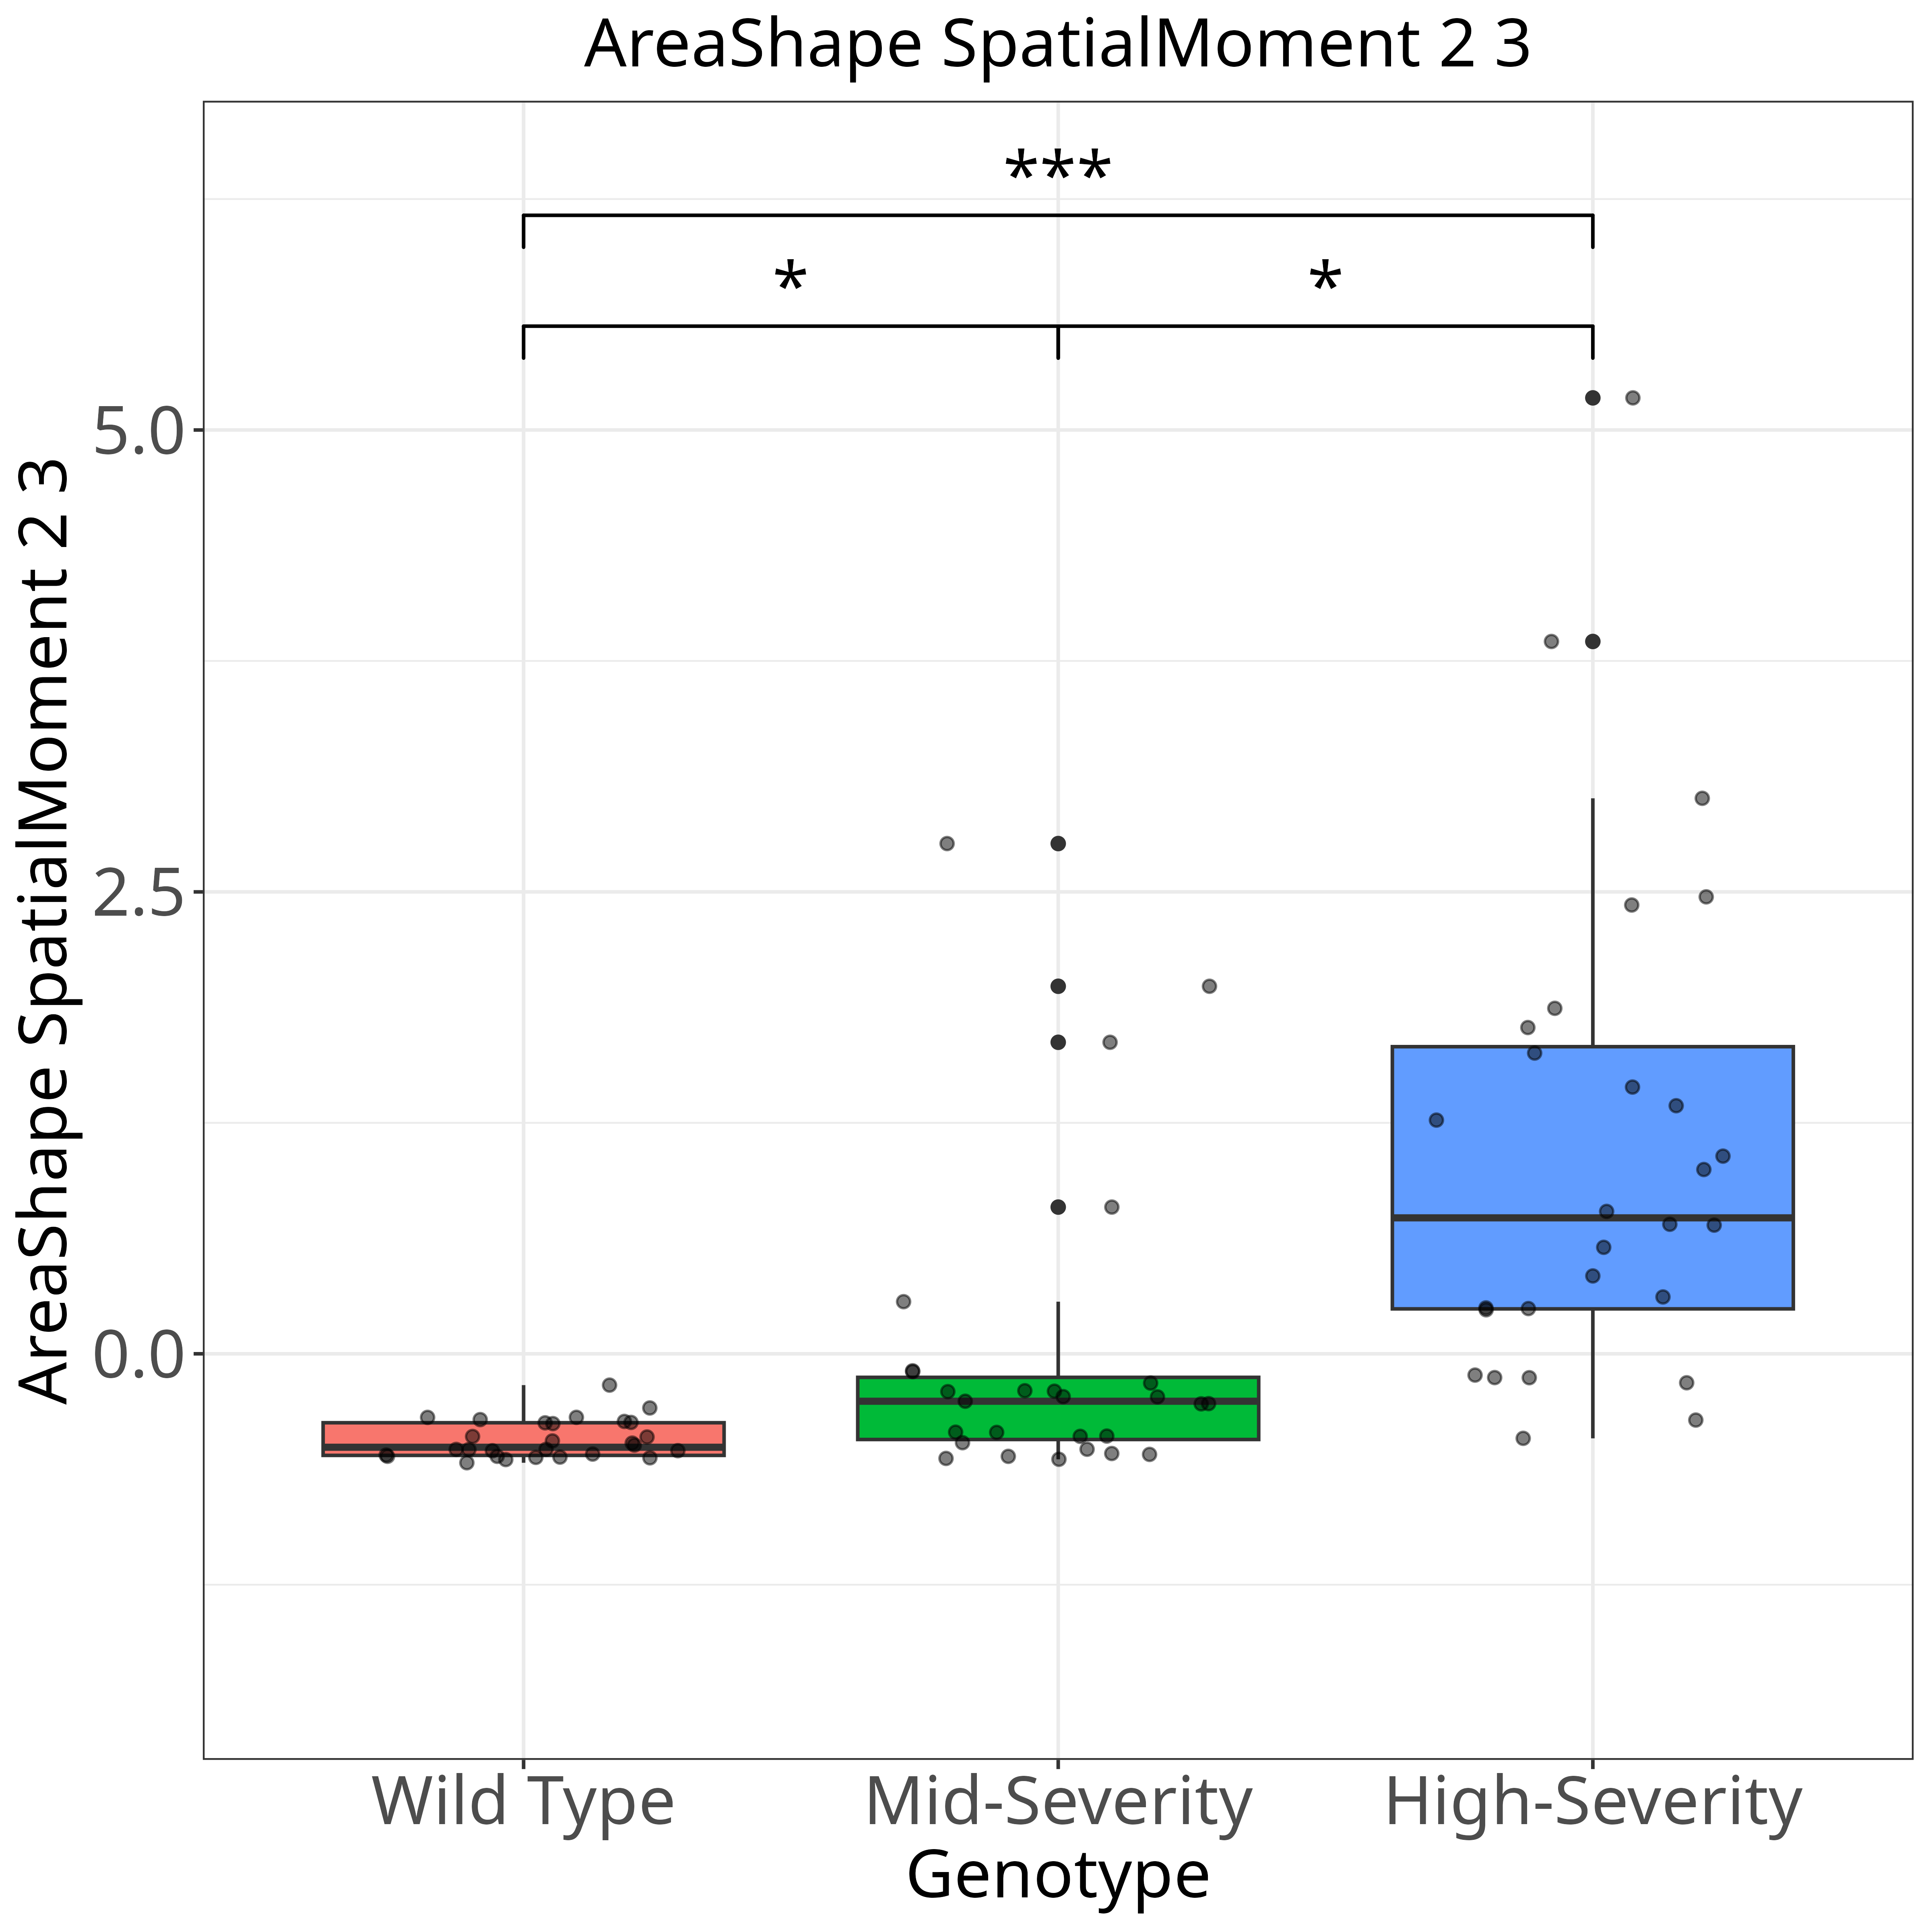 AreaShape SpatialMoment 2 3
***
* *
AreaShape SpatialMoment 2 3
5.0
2.5
0.0
Wild Type Mid-Severity High-Severity
Genotype